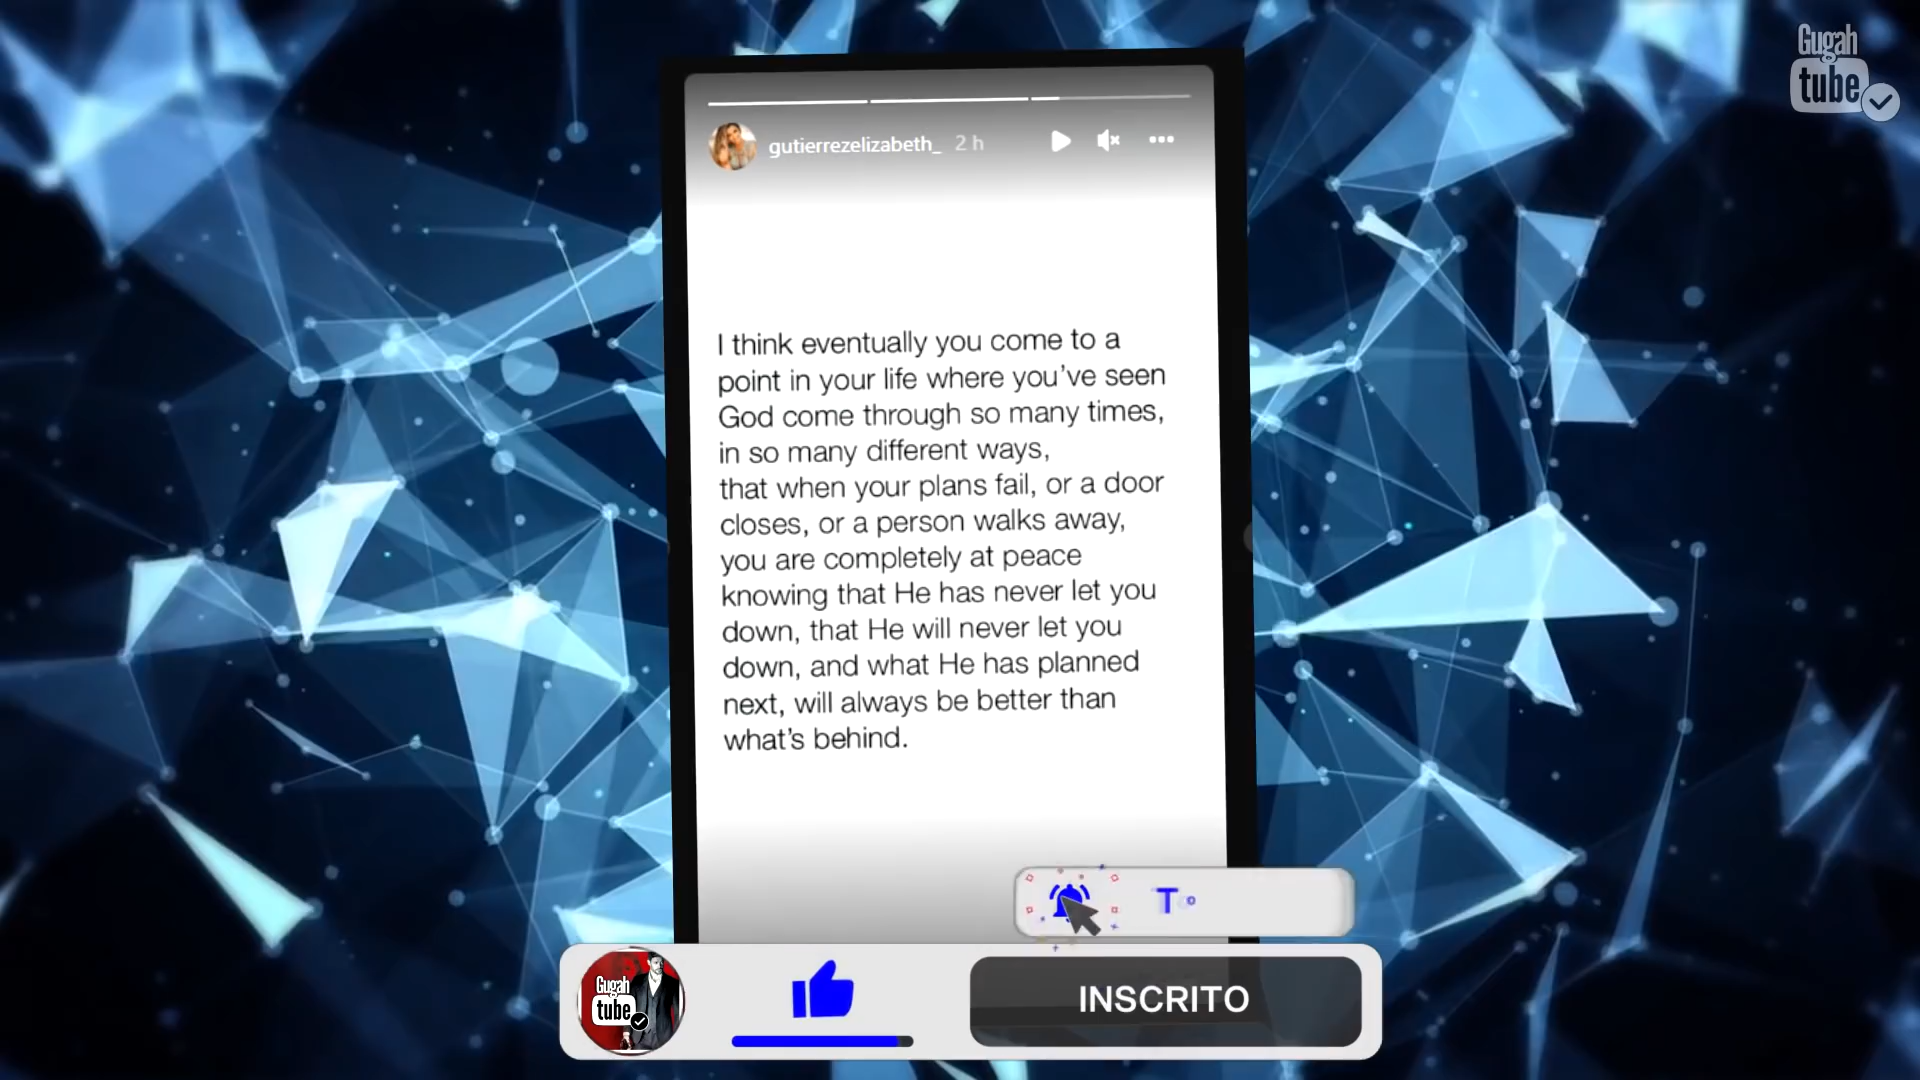 Gugah
tube
gutierrezelizabeth_ 2 h
I think eventually you come to a
point in your life where you've seen
God come through so many times,
in so many different ways,
that when your plans fail, or a door
closes, or a person walks away,
you are completely at peace
knowing that He has never let you
down, that He will never let you
down, and what He has planned
next, will always be better than
what's behind.
To
Gugah
tube
INSCRITO